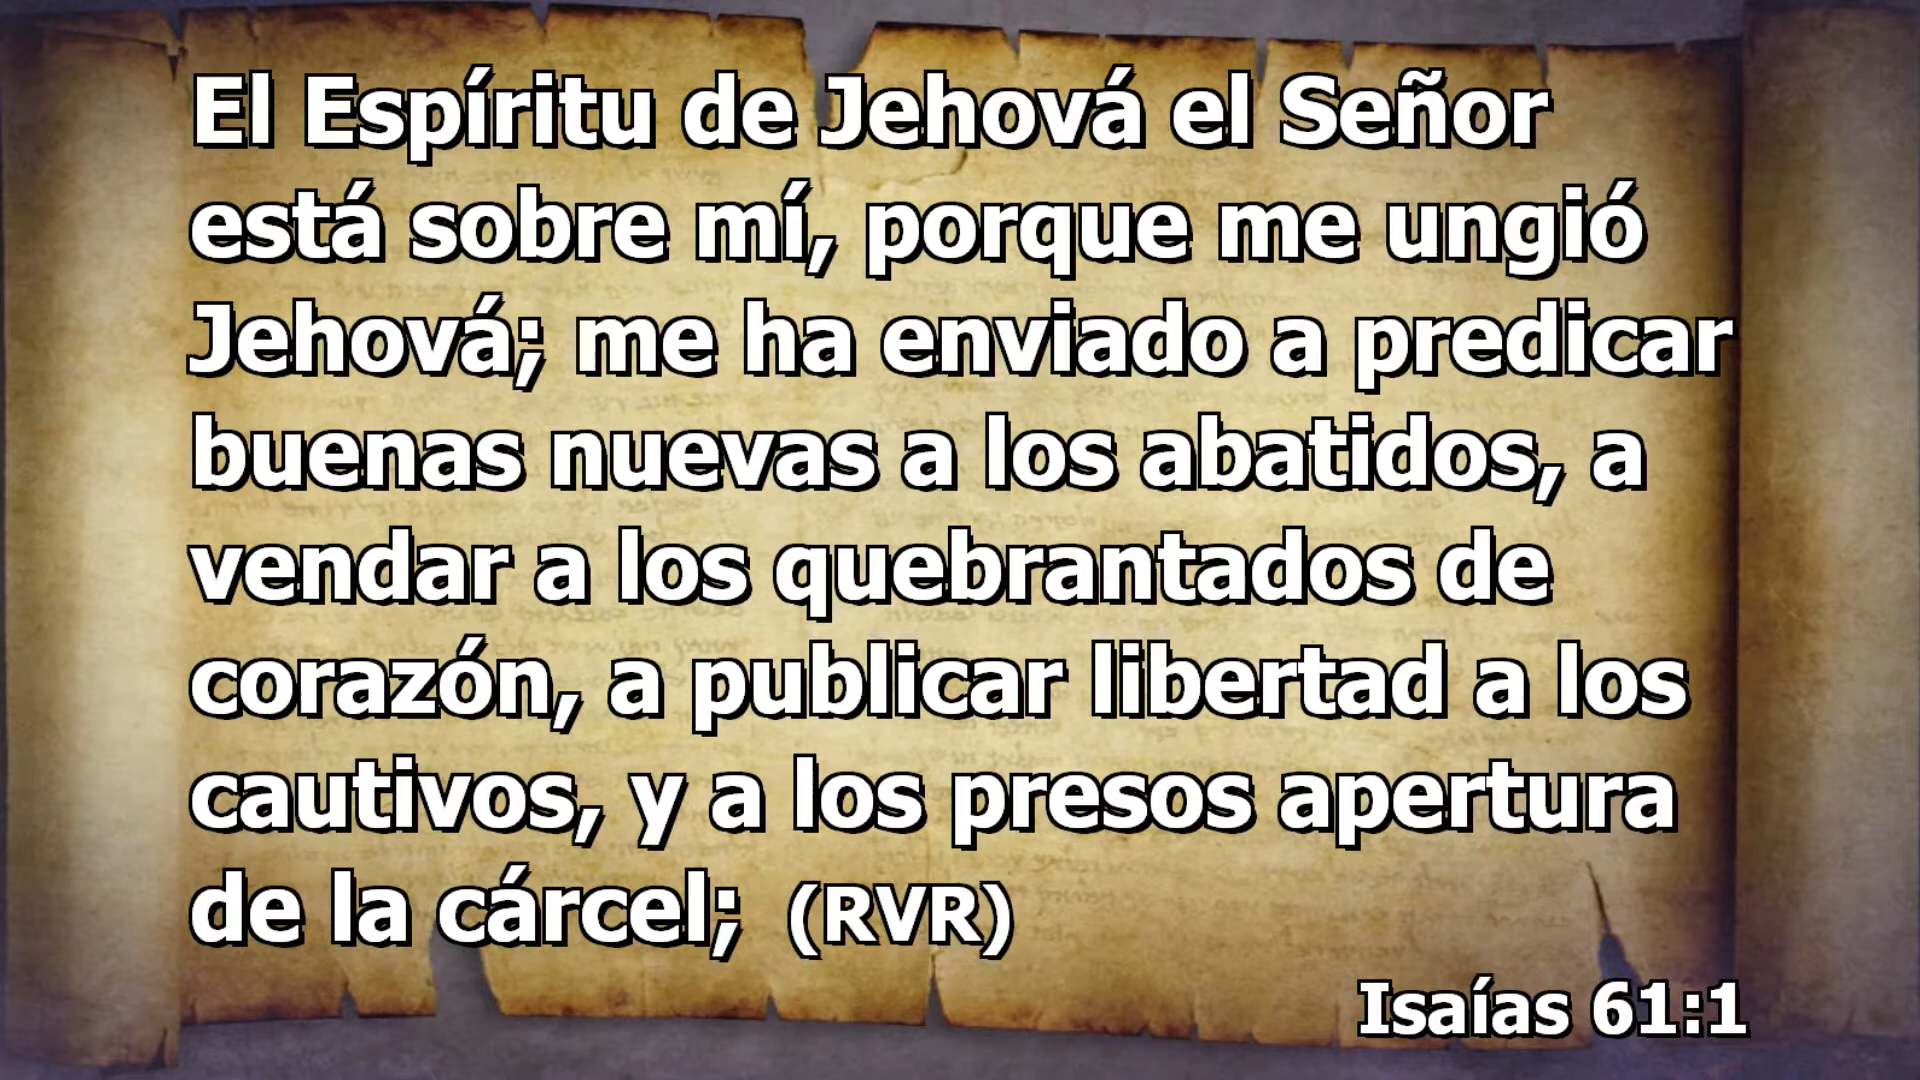 El Espíritu de Jehová el Señor
está sobre mí, porque me ungió
Jehová; me ha enviado a predicar
buenas nuevas a los abatidos, a
vendar a los quebrantados de
corazón, a publicar libertad a los
cautivos, y a los presos apertura
de la cárcel; (RVR)
Isaías 61:1